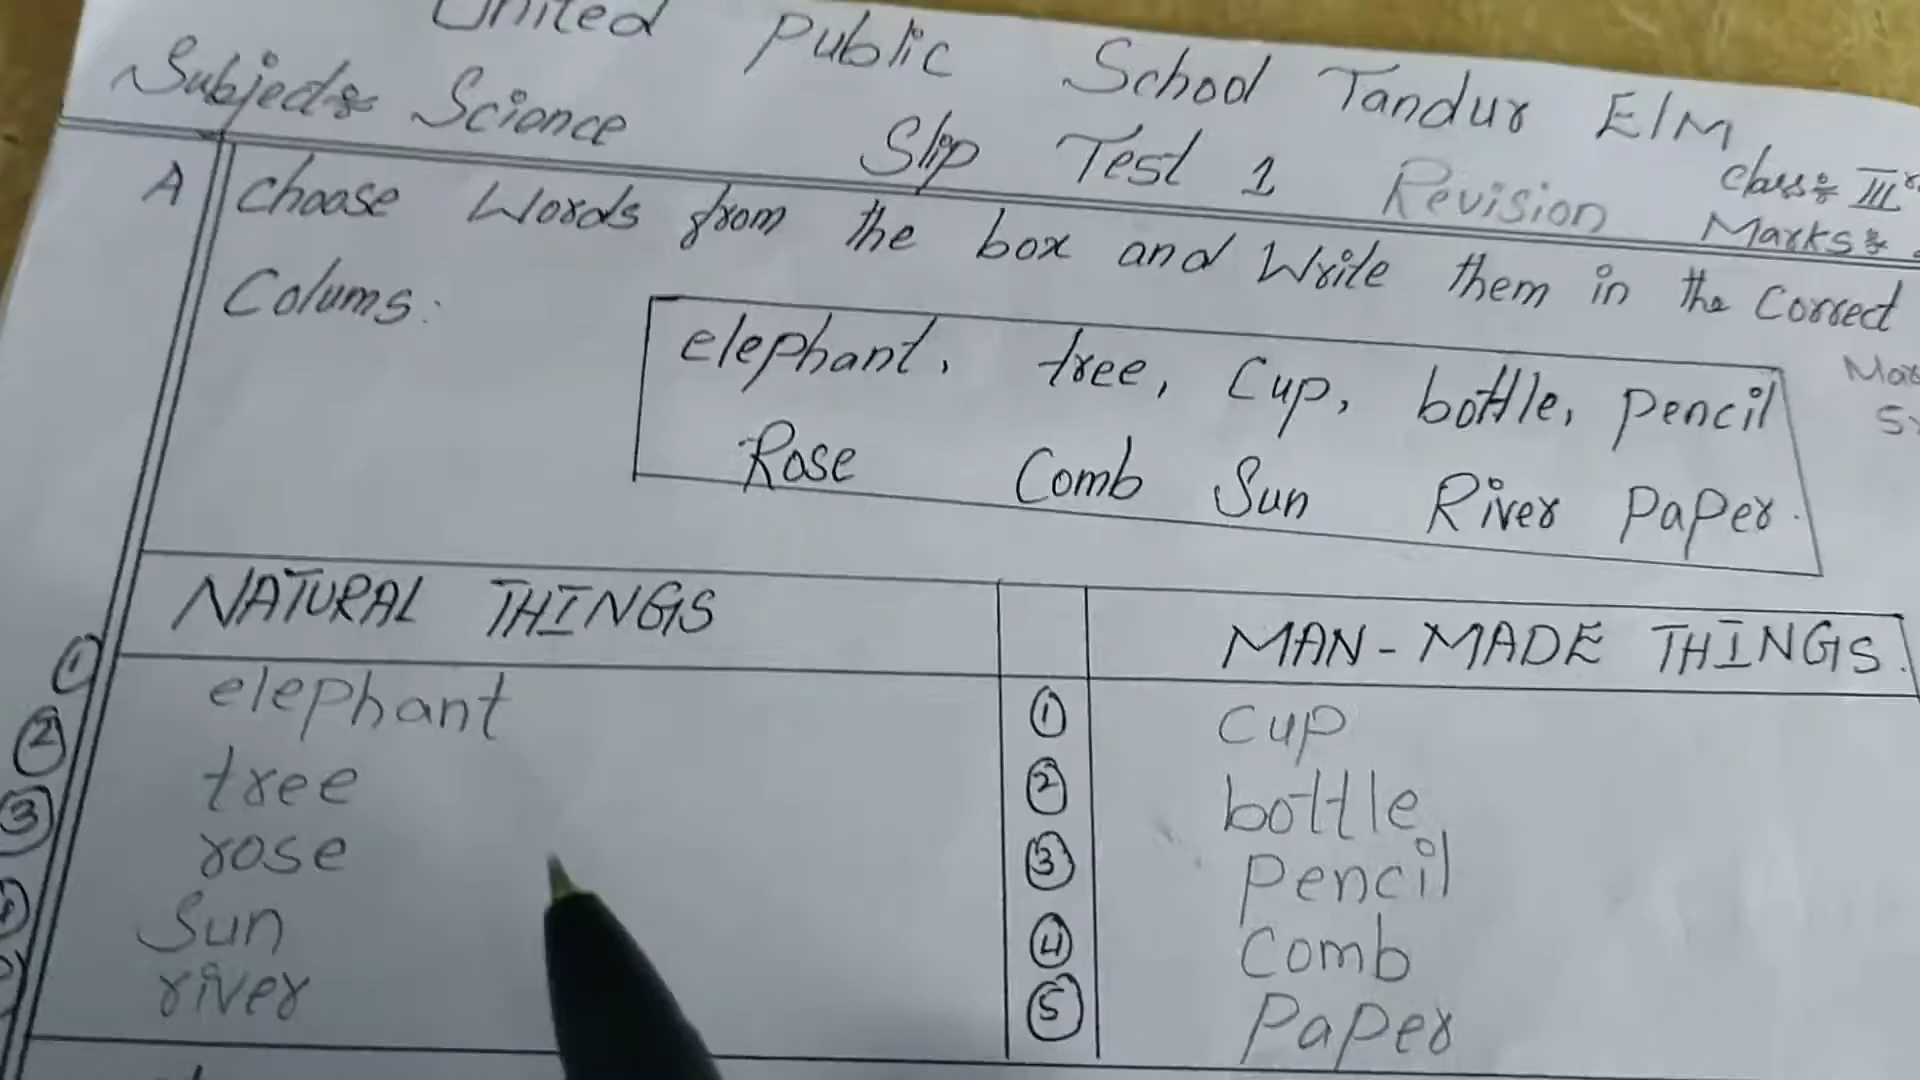 United Public School Tandur E/M
Subject: Science Slip Test 1 Revision Class: III
Marks:
A Choose Words from the box and Write them in the Correct
Colums:
elephant, tree, Cup, bottle, pencil
Rose Comb Sun River Paper.
NATURAL THINGS MAN-MADE THINGS.
① elephant ① cup
② tree ② bottle
③ rose ③ pencil
Sun ④ Comb
river ⑤ Paper